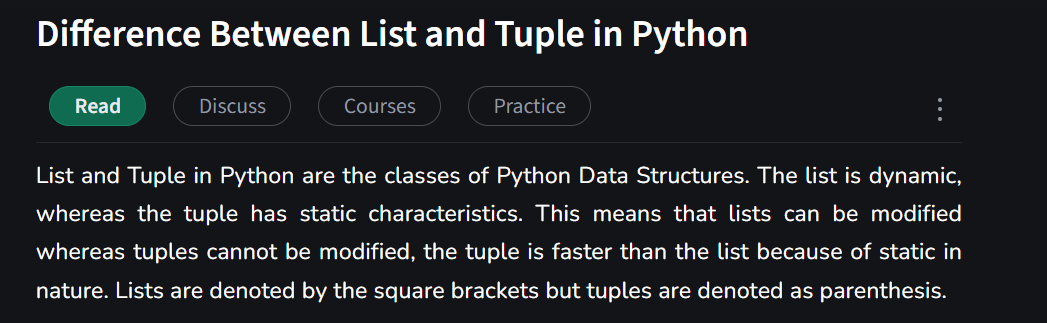 Difference Between List and Tuple in Python
Read Discuss Courses Practice
List and Tuple in Python are the classes of Python Data Structures. The list is dynamic,
whereas the tuple has static characteristics. This means that lists can be modified
whereas tuples cannot be modified, the tuple is faster than the list because of static in
nature. Lists are denoted by the square brackets but tuples are denoted as parenthesis.